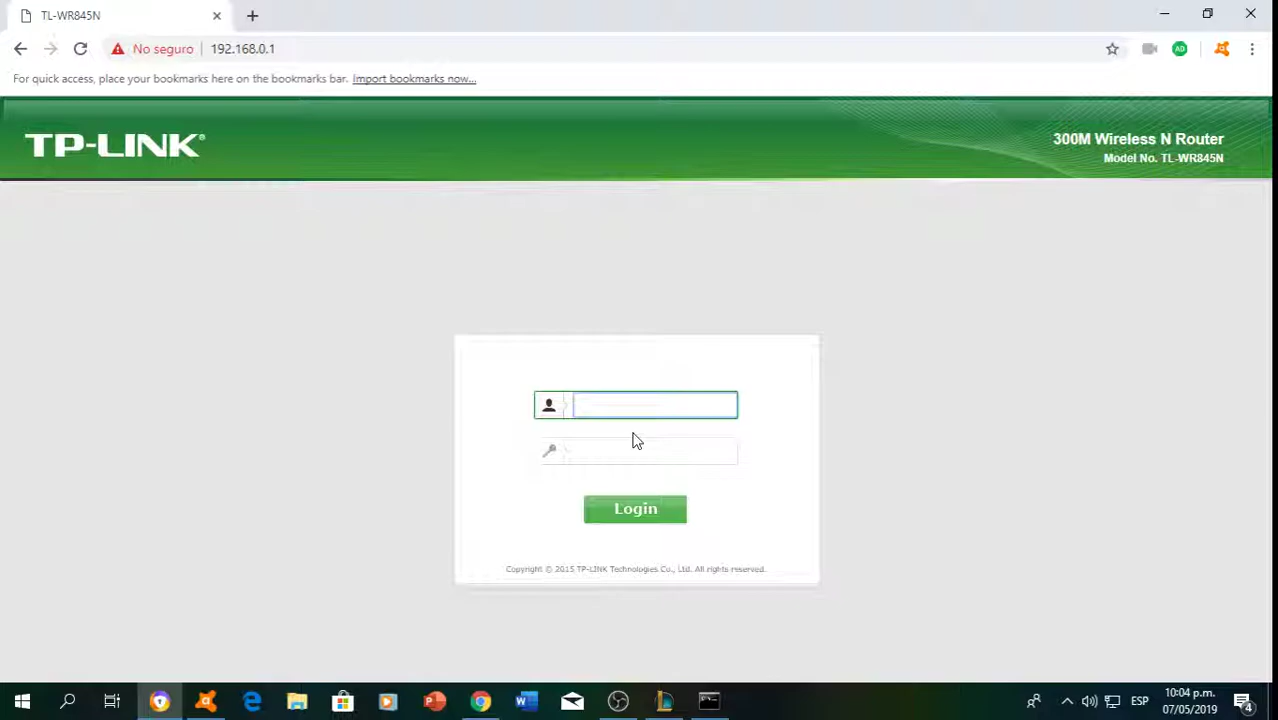 TL-WR845N
No seguro
192.168.0.1
AD
For quick access, place your bookmarks here on the bookmarks bar. Import bookmarks now...
TP-LINK®
300M Wireless N Router
Model No. TL-WR845N
Login
Copyright © 2015 TP-LINK Technologies Co., Ltd. All rights reserved.
ESP
10:04 p.m.
07/05/2019
4